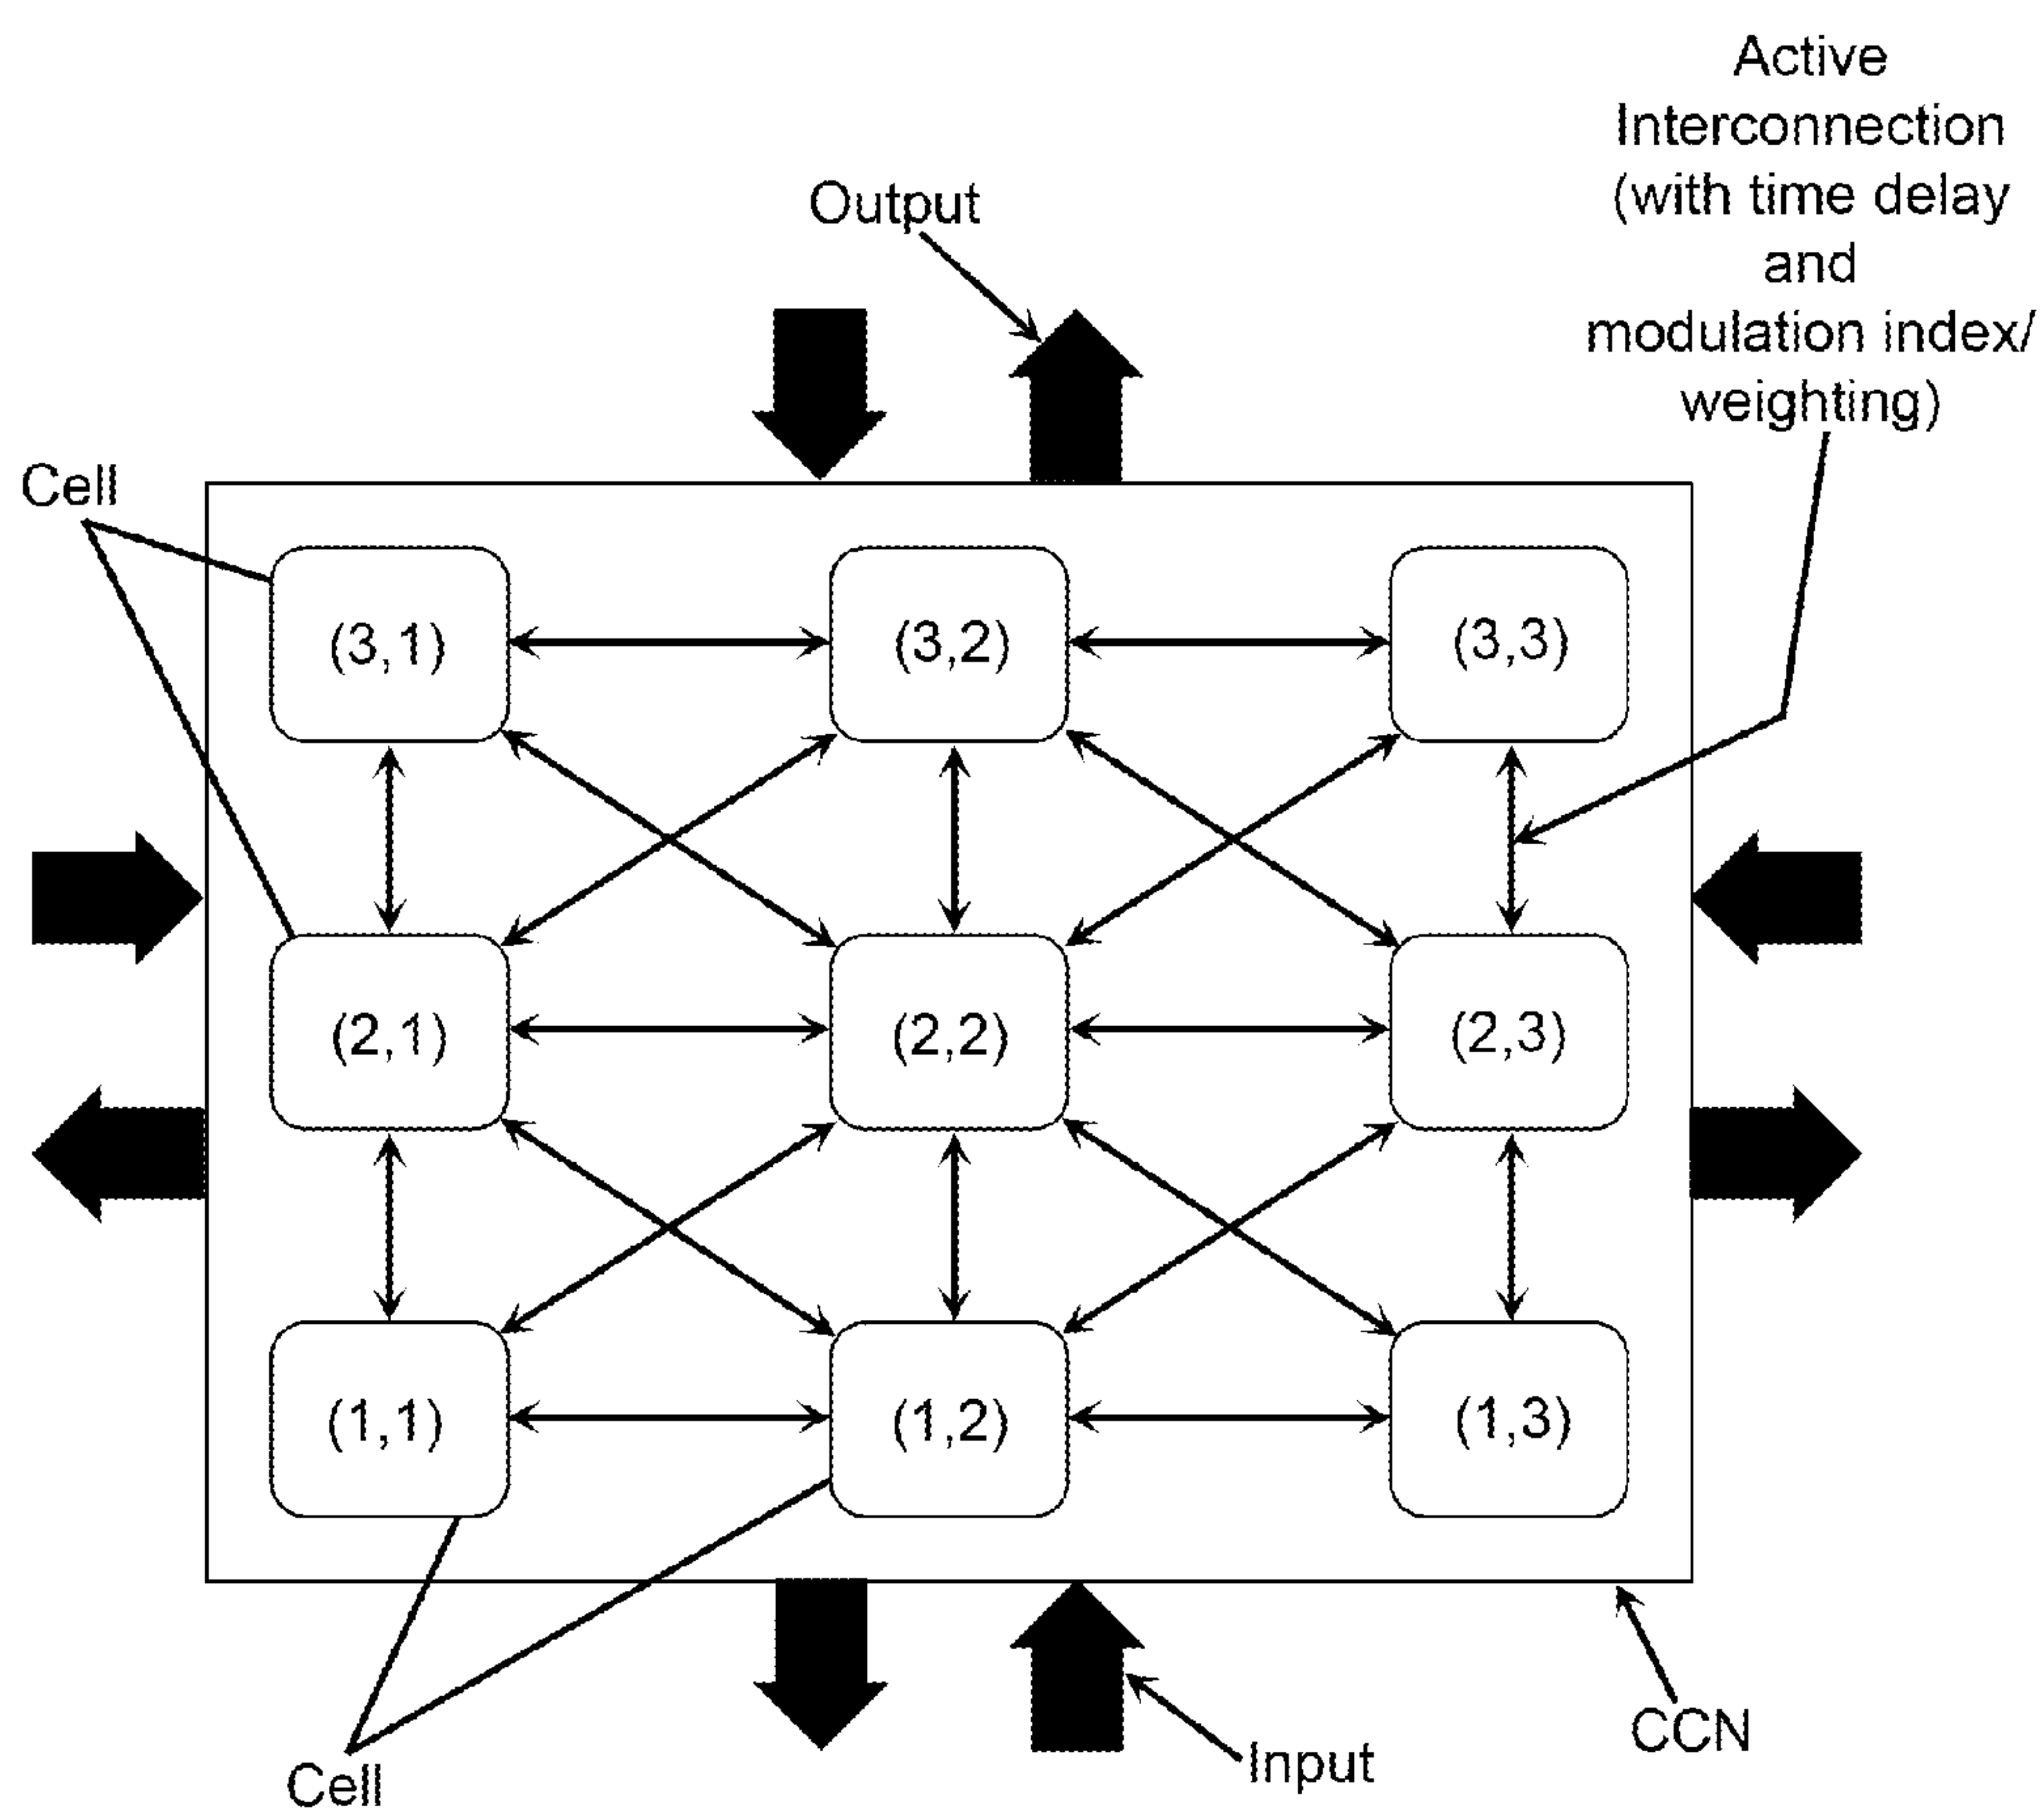 Active
Interconnection
(with time delay
and
modulation index/
weighting)
Output
Cell
(3,1)
(3,2)
(3,3)
(2,1)
(2,2)
(2,3)
(1,1)
(1,2)
(1,3)
CCN
Input
Cell